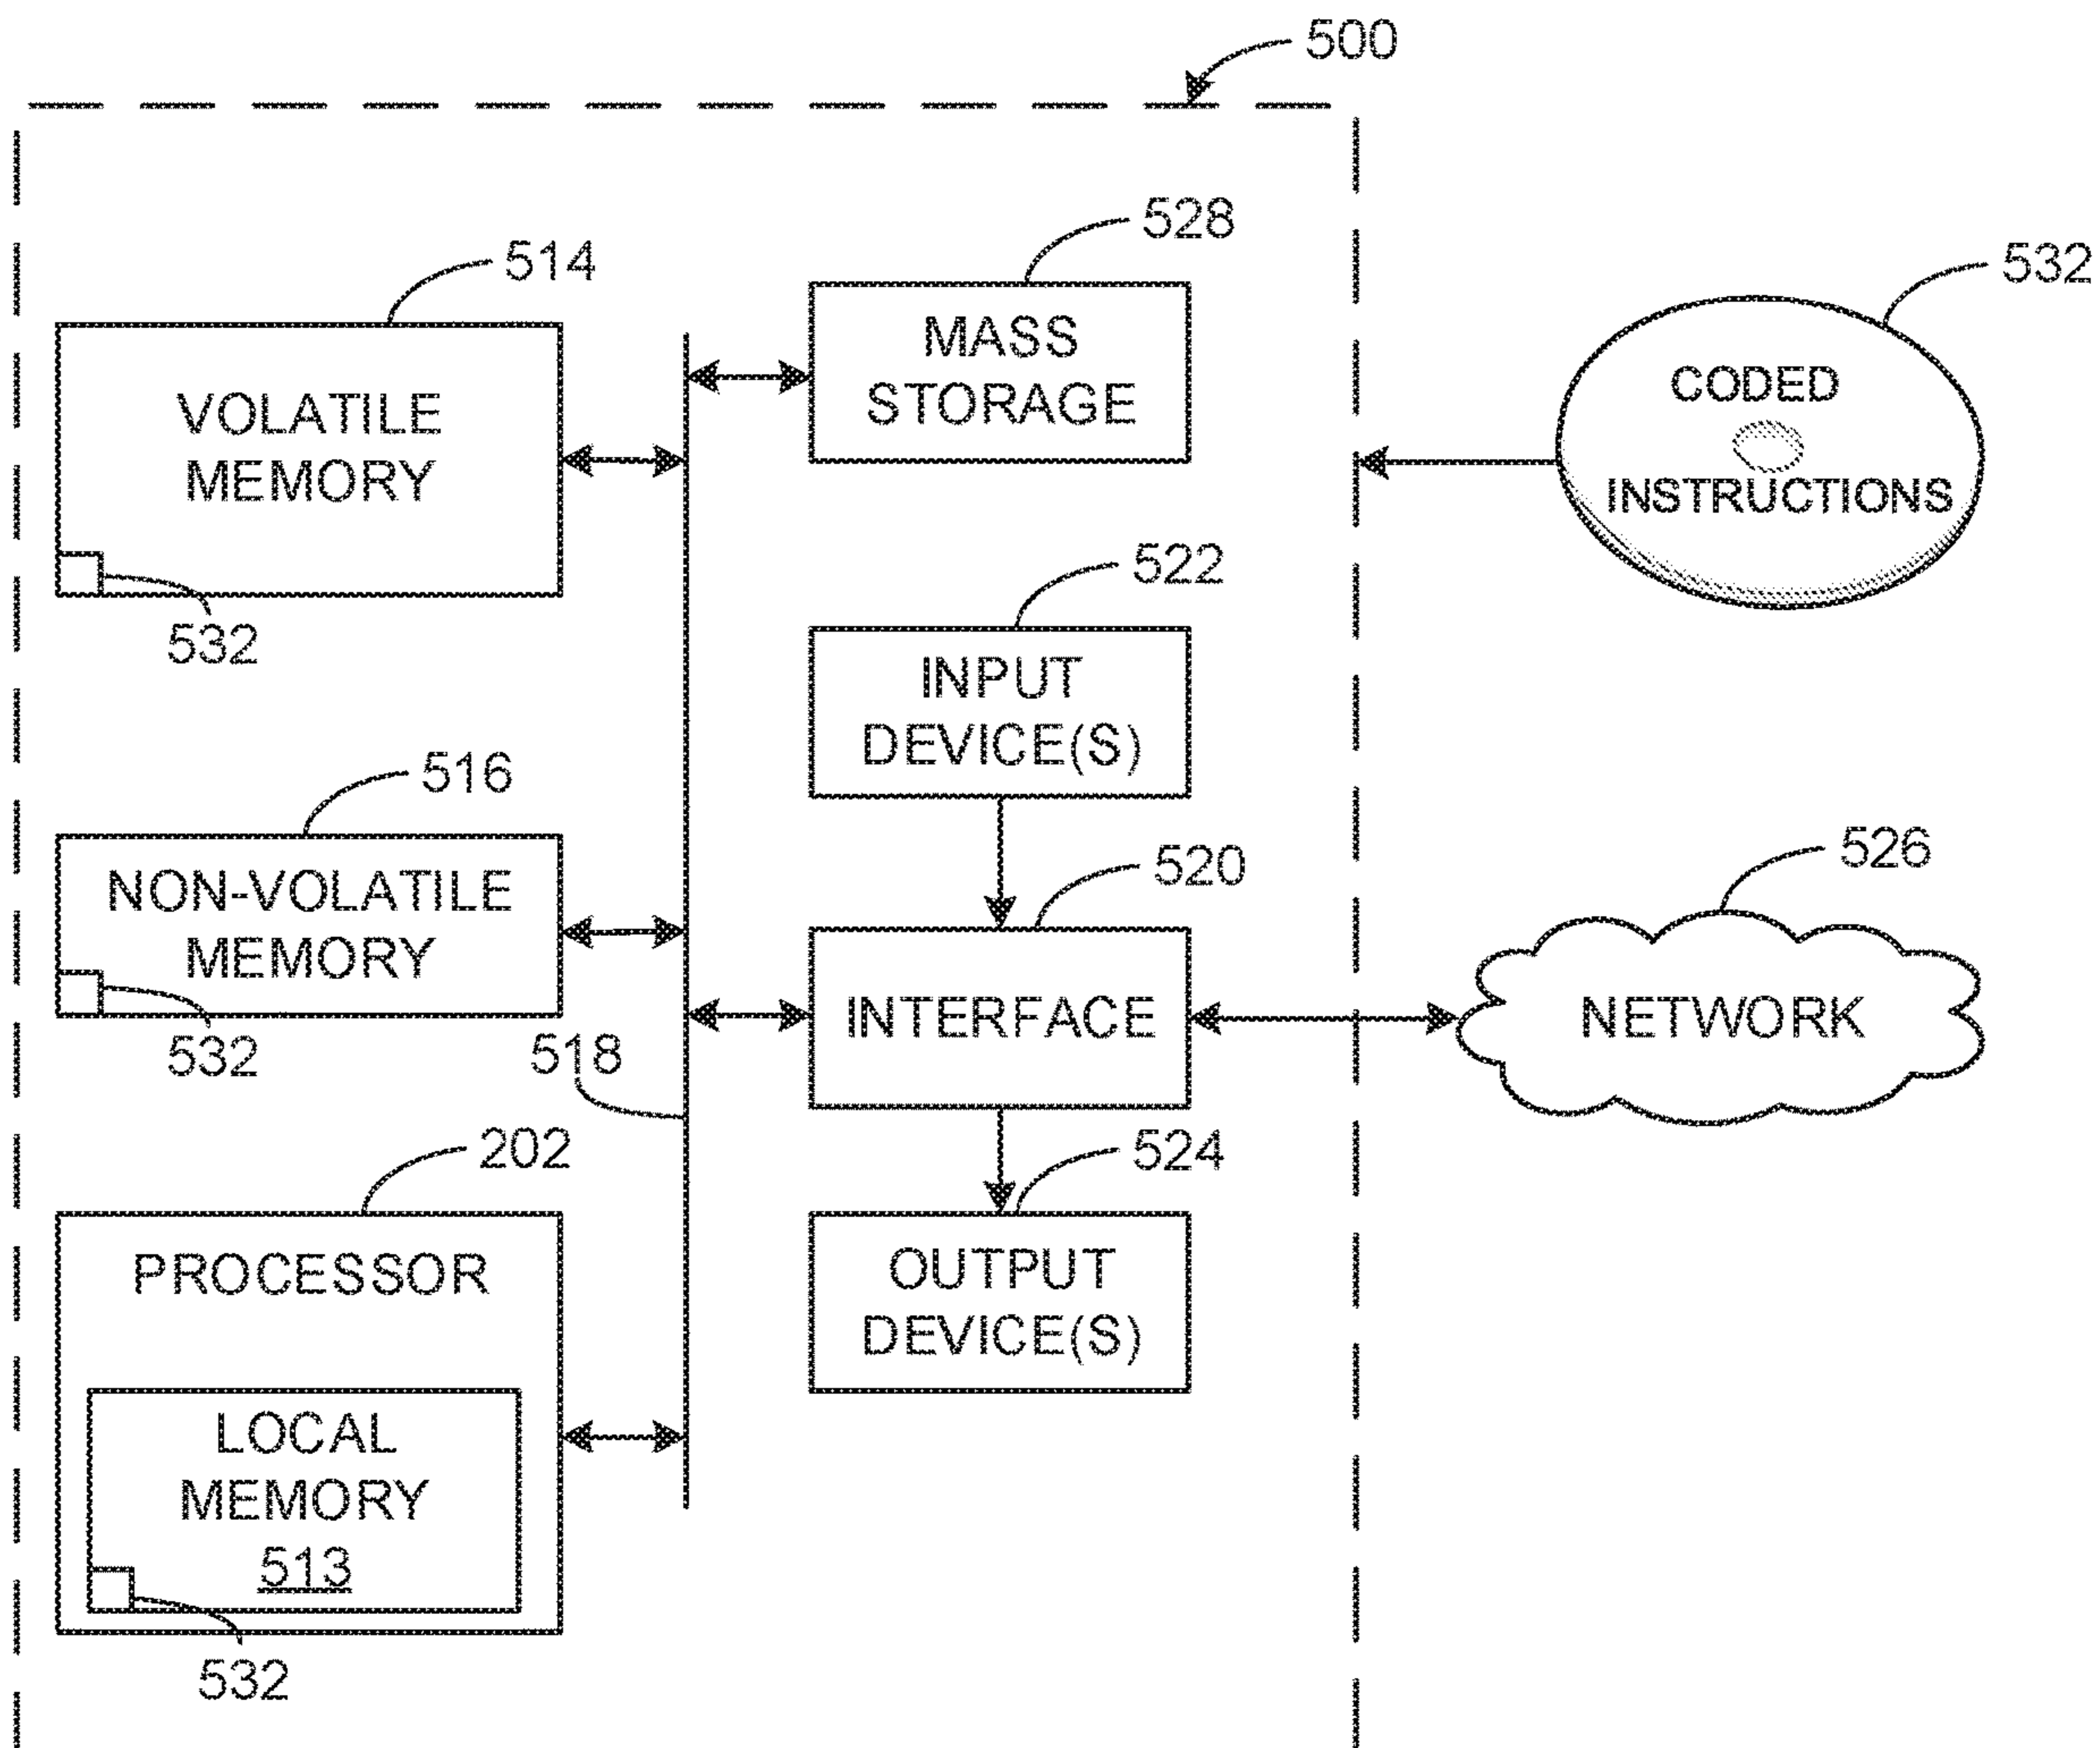 500
528
514
532
MASS
STORAGE
CODED
INSTRUCTIONS
VOLATILE
MEMORY
532
522
INPUT
DEVICE(S)
516
520
526
NON-VOLATILE
MEMORY
INTERFACE
NETWORK
532
518
202
524
PROCESSOR
OUTPUT
DEVICE(S)
LOCAL
MEMORY
513
532